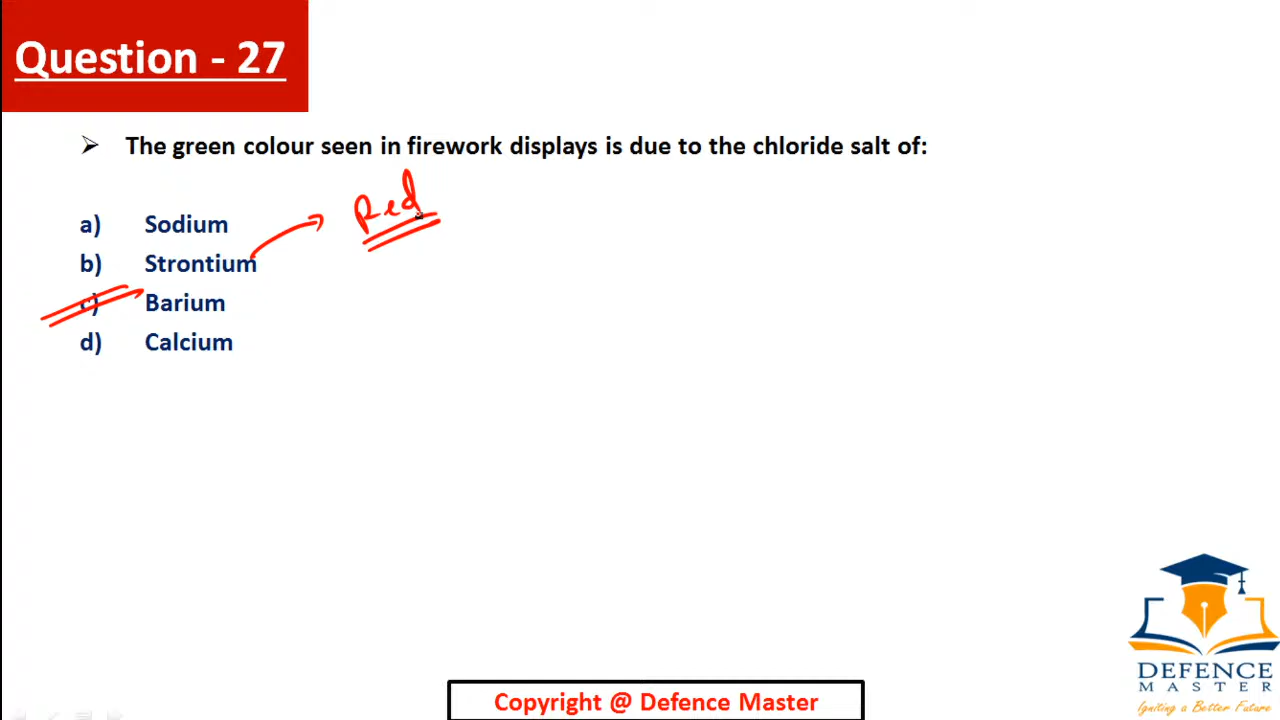 Question - 27
➢ The green colour seen in firework displays is due to the chloride salt of:
Red
a) Sodium
b) Strontium
c) Barium
d) Calcium
DEFENCE
MASTER
Igniting a Better Future
Copyright @ Defence Master